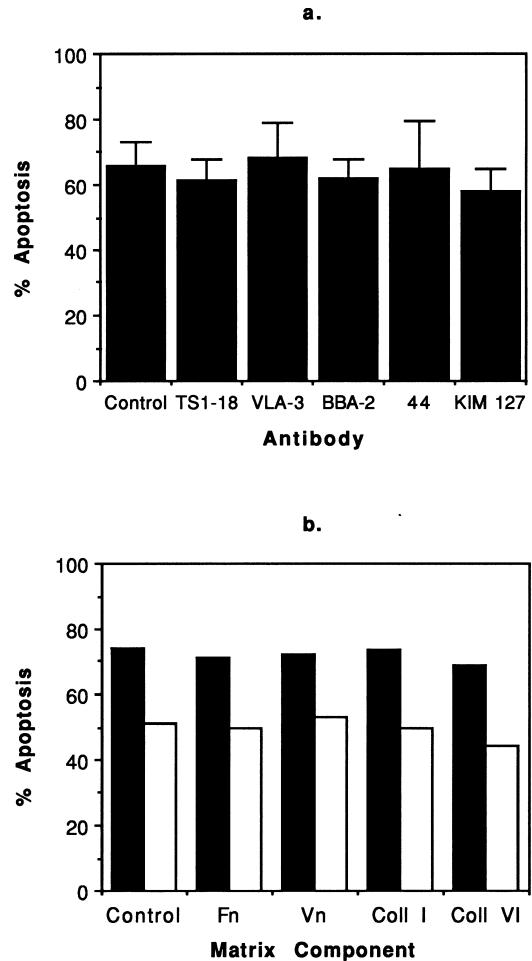 a.
100
80
60
40
20
0
% Apoptosis
Control TS1-18 VLA-3 BBA-2 44 KIM 127
Antibody
b.
100
80
60
40
20
0
% Apoptosis
Control Fn Vn Coll I Coll VI
Matrix Component